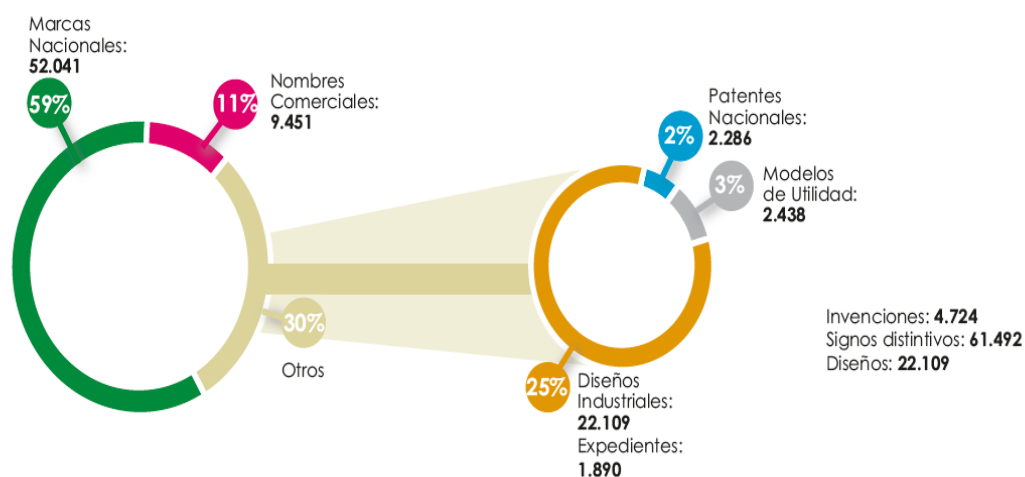 Marcas
Nacionales:
52.041
59%
11%
Nombres
Comerciales:
9.451
30%
Otros
Patentes
Nacionales:
2.286
2%
3%
Modelos
de Utilidad:
2.438
25%
Diseños
Industriales:
22.109
Expedientes:
1.890
Invenciones: 4.724
Signos distintivos: 61.492
Diseños: 22.109